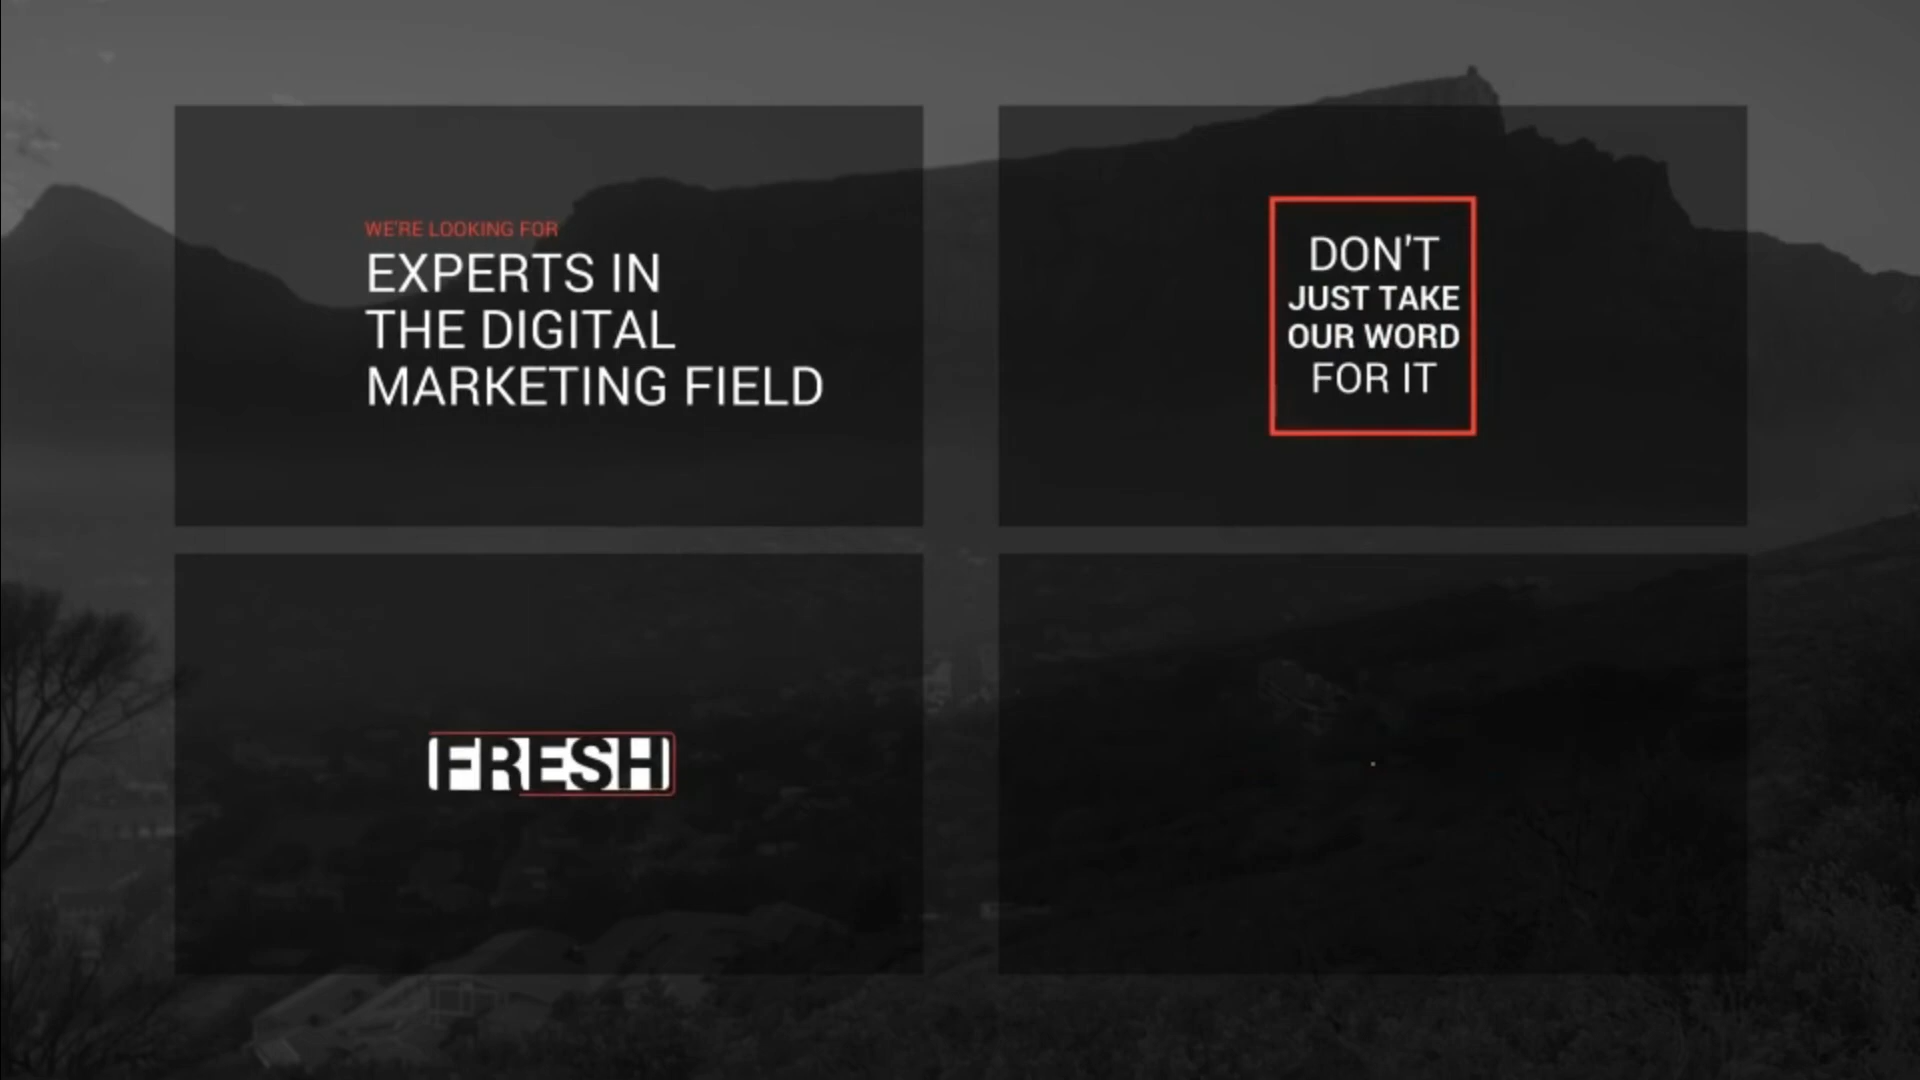 WE'RE LOOKING FOR
EXPERTS IN
THE DIGITAL
MARKETING FIELD
DON'T
JUST TAKE
OUR WORD
FOR IT
FRESH